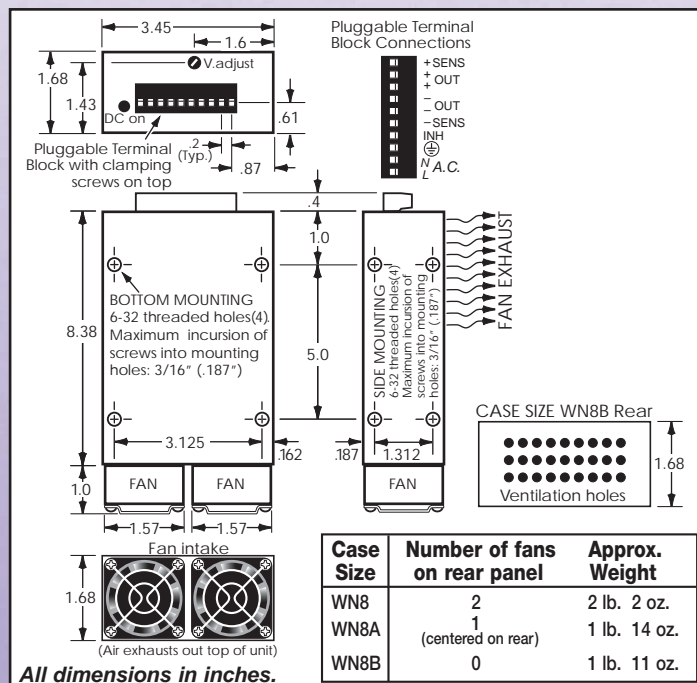 3.45
1.6
Pluggable Terminal
Block Connections
V.adjust
1.68
1.43
DC on
.61
.2
(Typ.)
.87
Pluggable Terminal
Block with clamping
screws on top
+SENS
+
+ OUT
–
– OUT
–SENS
INH
N
L A.C.
.4
1.0
8.38
5.0
BOTTOM MOUNTING
6-32 threaded holes(4).
Maximum incursion of
screws into mounting
holes: 3/16" (.187")
SIDE MOUNTING
6-32 threaded holes(4)
Maximum incursion of
screws into mounting
holes: 3/16" (.187")
FAN EXHAUST
3.125
.162
.187
1.312
1.0
FAN
FAN
FAN
1.57
1.57
CASE SIZE WN8B Rear
1.68
Ventilation holes
Fan intake
1.68
(Air exhausts out top of unit)
All dimensions in inches.
Case Size Number of fans on rear panel Approx. Weight
WN8 2 2 lb. 2 oz.
WN8A 1 (centered on rear) 1 lb. 14 oz.
WN8B 0 1 lb. 11 oz.